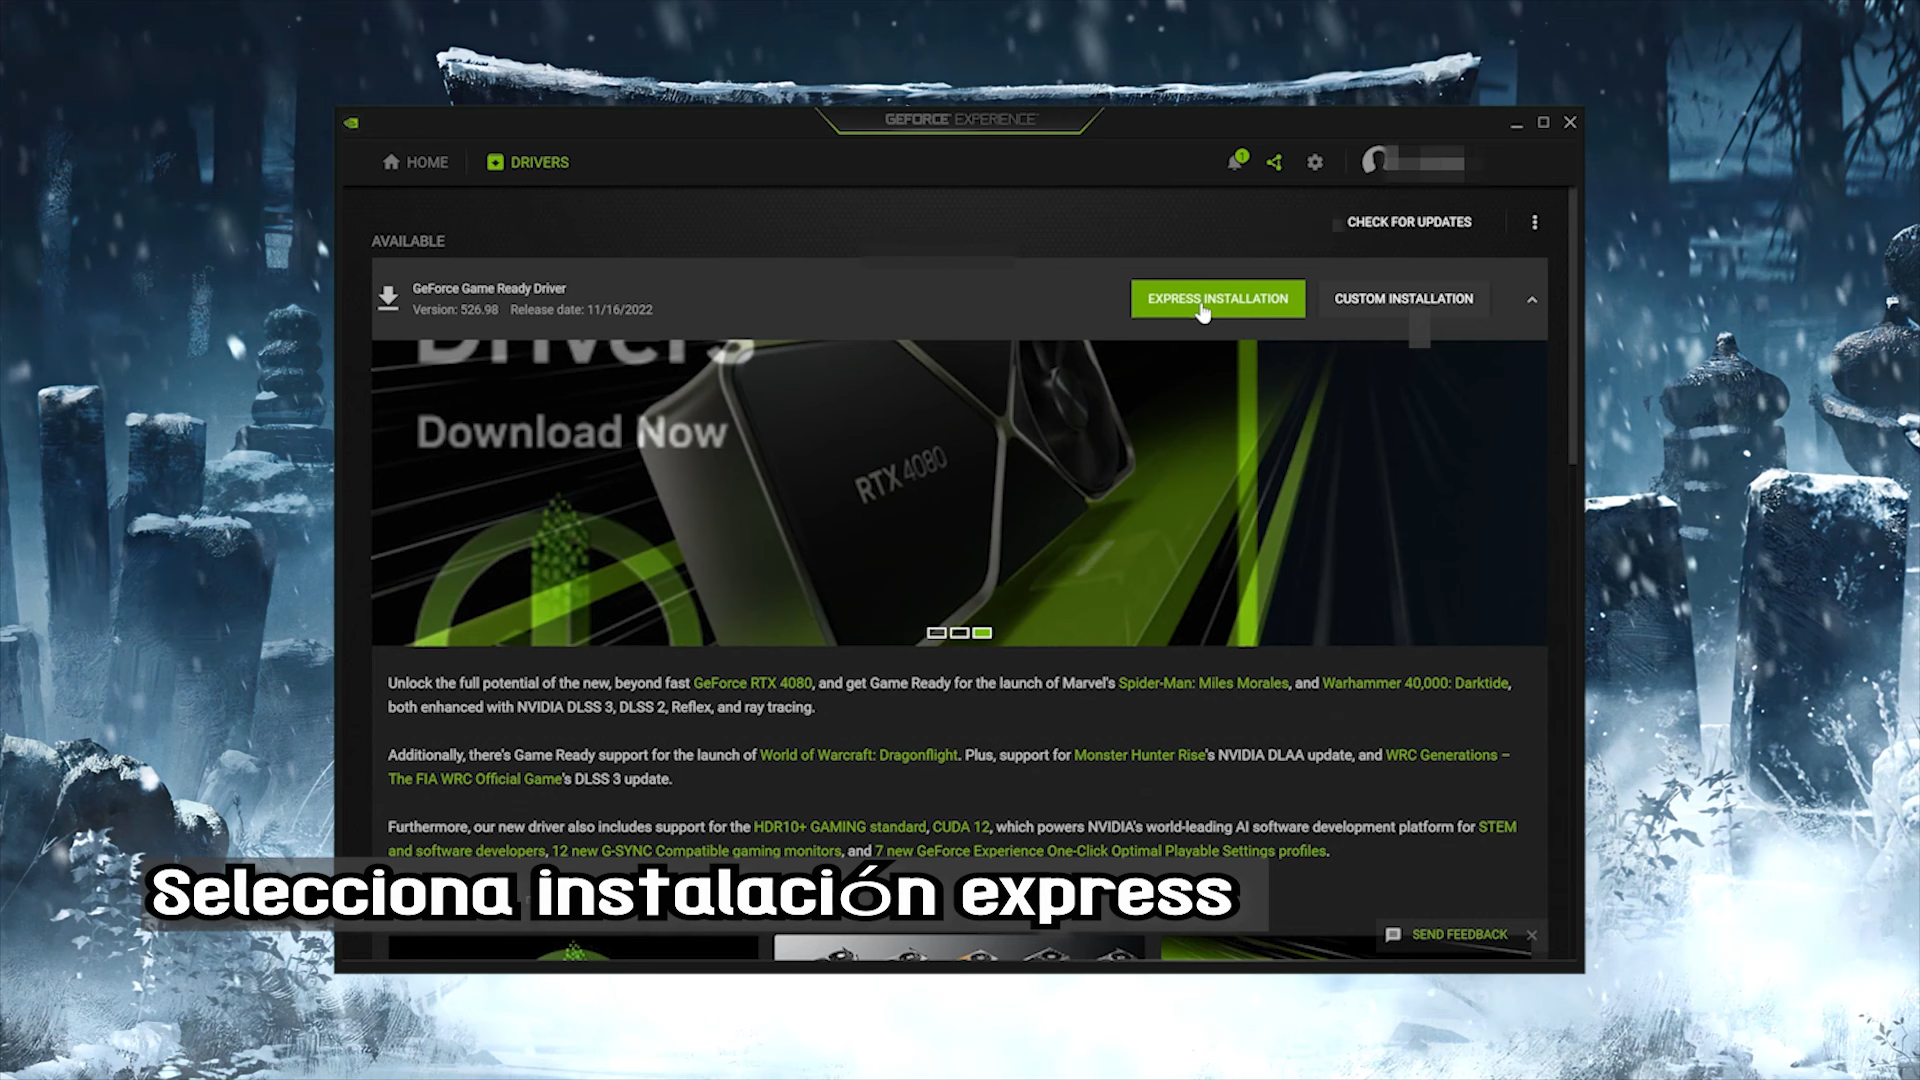 GEFORCE EXPERIENCE
HOME
DRIVERS
1
CHECK FOR UPDATES
AVAILABLE
GeForce Game Ready Driver
Version: 526.98 Release date: 11/16/2022
EXPRESS INSTALLATION
CUSTOM INSTALLATION
Drivers
Download Now
RTX 4080
Unlock the full potential of the new, beyond fast GeForce RTX 4080, and get Game Ready for the launch of Marvel's Spider-Man: Miles Morales, and Warhammer 40,000: Darktide,
both enhanced with NVIDIA DLSS 3, DLSS 2, Reflex, and ray tracing.
Additionally, there's Game Ready support for the launch of World of Warcraft: Dragonflight. Plus, support for Monster Hunter Rise's NVIDIA DLAA update, and WRC Generations –
The FIA WRC Official Game's DLSS 3 update.
Furthermore, our new driver also includes support for the HDR10+ GAMING standard, CUDA 12, which powers NVIDIA's world-leading AI software development platform for STEM
and software developers, 12 new G-SYNC Compatible gaming monitors, and 7 new GeForce Experience One-Click Optimal Playable Settings profiles.
Selecciona instalación express
SEND FEEDBACK